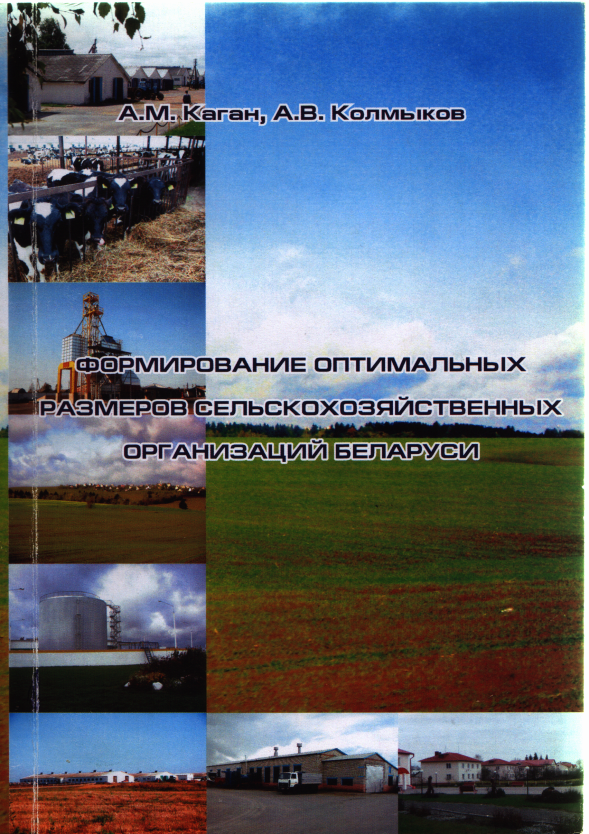 А.М. Каган, А.В. Колмыков
ФОРМИРОВАНИЕ ОПТИМАЛЬНЫХ
РАЗМЕРОВ СЕЛЬСКОХОЗЯЙСТВЕННЫХ
ОРГАНИЗАЦИЙ БЕЛАРУСИ